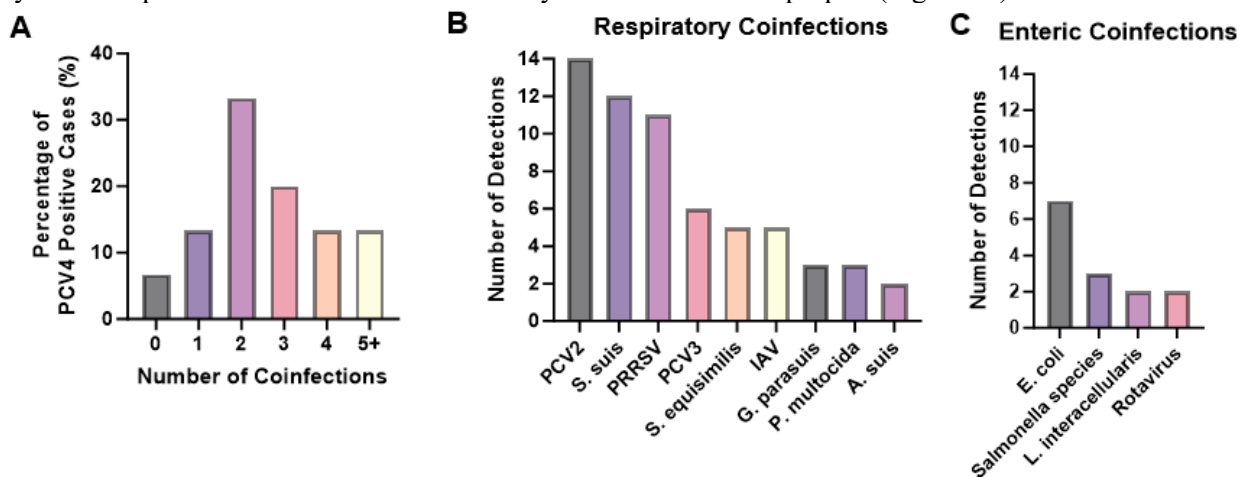 A
Percentage of
PCV4 Positive Cases (%)
40
30
20
10
0
0 1 2 3 4 5+
Number of Coinfections
B
Respiratory Coinfections
Number of Detections
14
12
10
8
6
4
2
0
PCV2
S. suis
PRRSV
PCV3
S. equisimilis
IAV
G. parasuis
P. multocida
A. suis
C
Enteric Coinfections
Number of Detections
14
12
10
8
6
4
2
0
E. coli
Salmonella species
L. interacellularis
Rotavirus